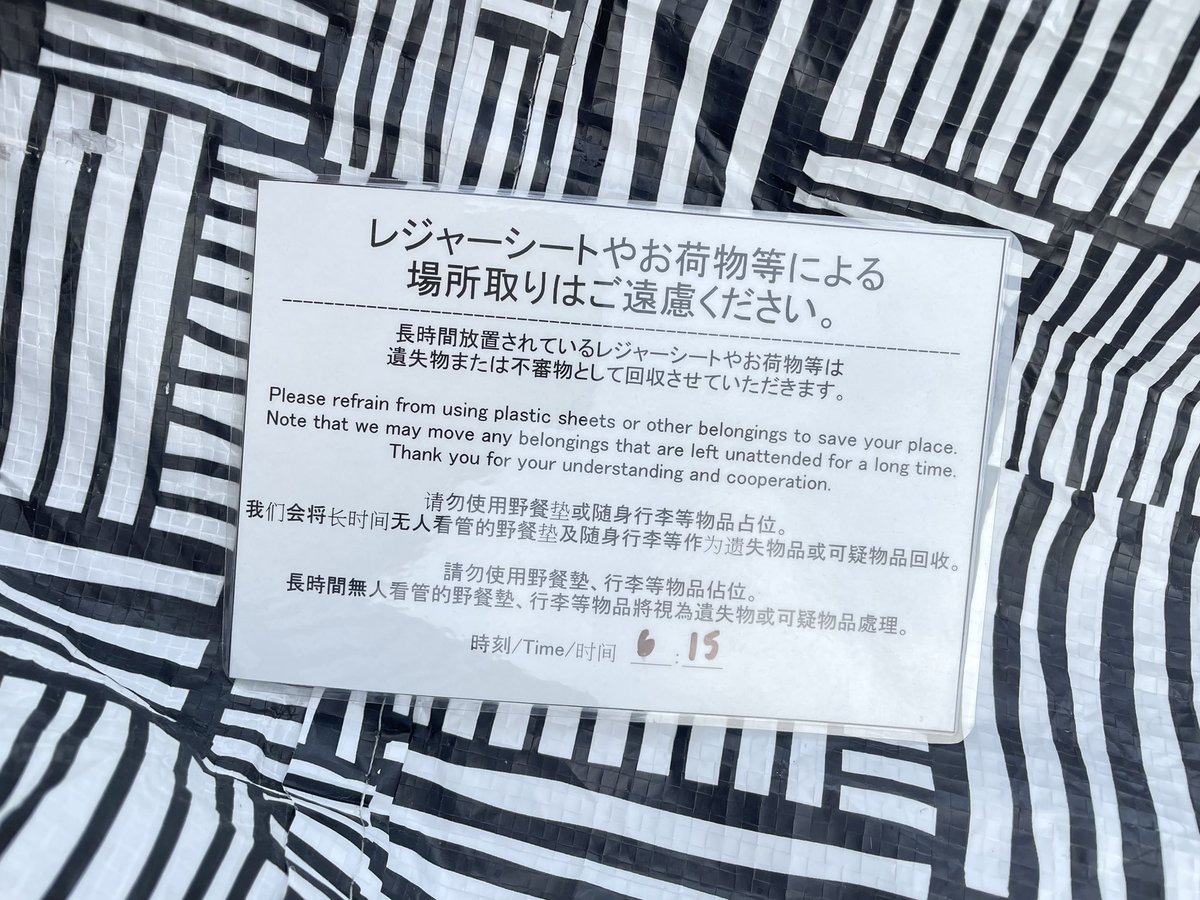 レジャーシートやお荷物等による
場所取りはご遠慮ください。
長時間放置されているレジャーシートやお荷物等は
遺失物または不審物として回収させていただきます。
Please refrain from using plastic sheets or other belongings to save your place.
Note that we may move any belongings that are left unattended for a long time.
Thank you for your understanding and cooperation.
请勿使用野餐垫或随身行李等物品占位。
我们会将长时间无人看管的野餐垫及随身行李等作为遗失物品或可疑物品回收。
請勿使用野餐墊、行李等物品佔位。
長時間無人看管的野餐墊、行李等物品將視為遺失物或可疑物品處理。
時刻/Time/时间 6:15